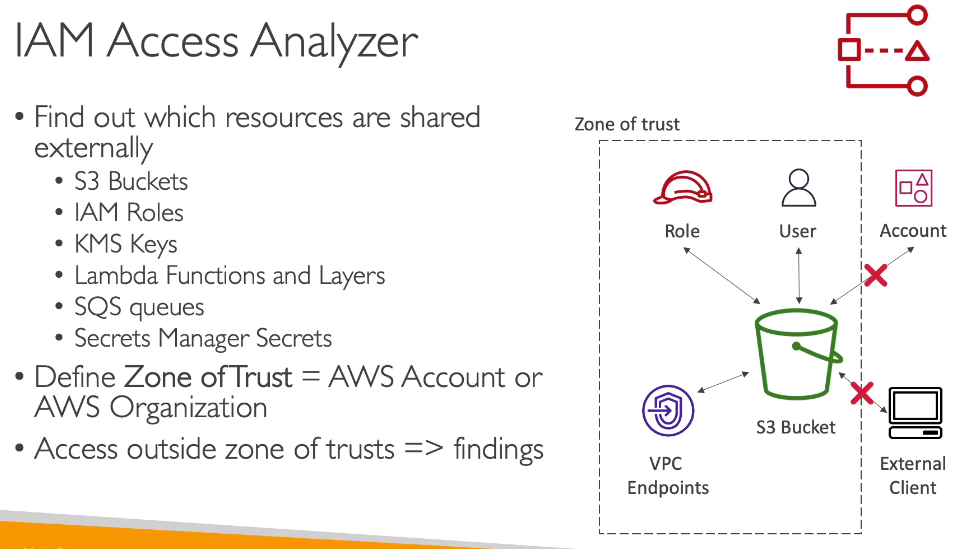 IAM Access Analyzer
• Find out which resources are shared
externally
• S3 Buckets
• IAM Roles
• KMS Keys
• Lambda Functions and Layers
• SQS queues
• Secrets Manager Secrets
• Define Zone of Trust = AWS Account or
AWS Organization
• Access outside zone of trusts => findings
Zone of trust
Role
User
Account
S3 Bucket
VPC
Endpoints
External
Client